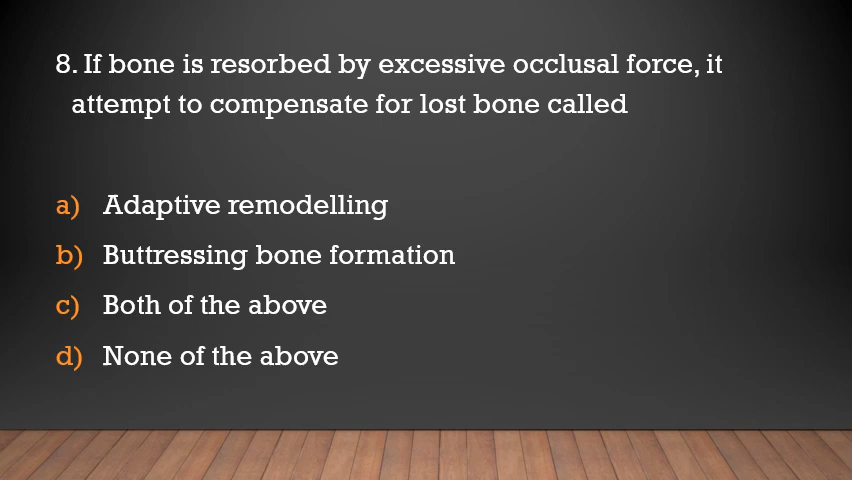 8. If bone is resorbed by excessive occlusal force, it
attempt to compensate for lost bone called
a) Adaptive remodelling
b) Buttressing bone formation
c) Both of the above
d) None of the above